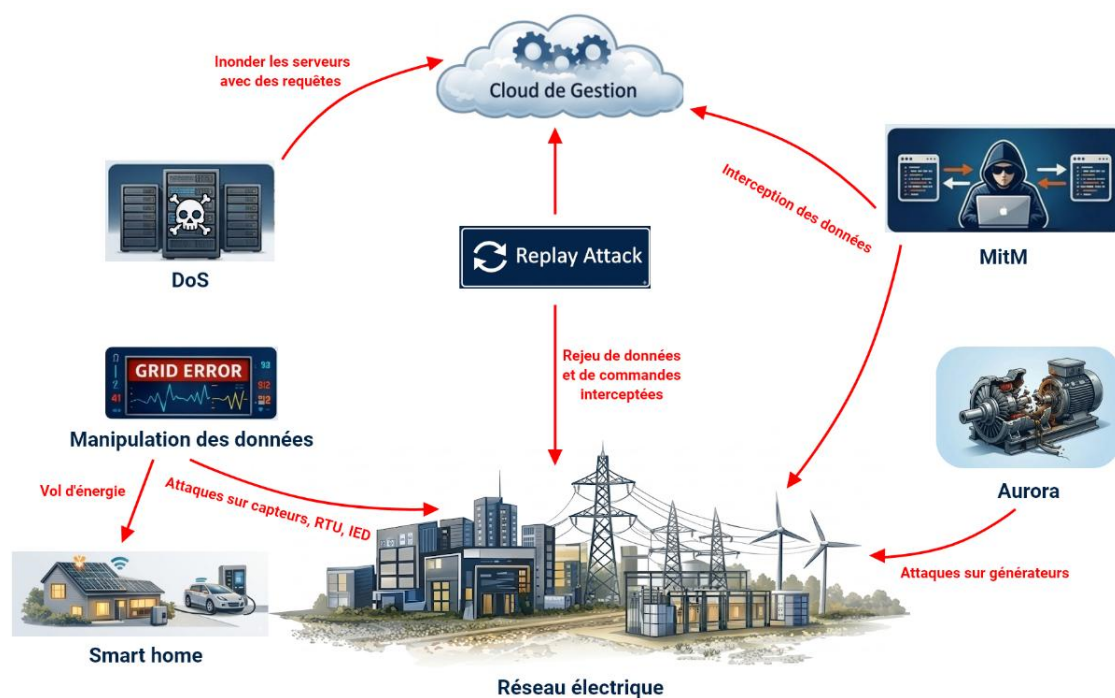 Inonder les serveurs
avec des requêtes
Cloud de Gestion
DoS
Interception des données
MitM
Replay Attack
GRID ERROR
Manipulation des données
Rejeu de données
et de commandes
interceptées
Aurora
Vol d'énergie
Attaques sur capteurs, RTU, IED
Attaques sur générateurs
Smart home
Réseau électrique